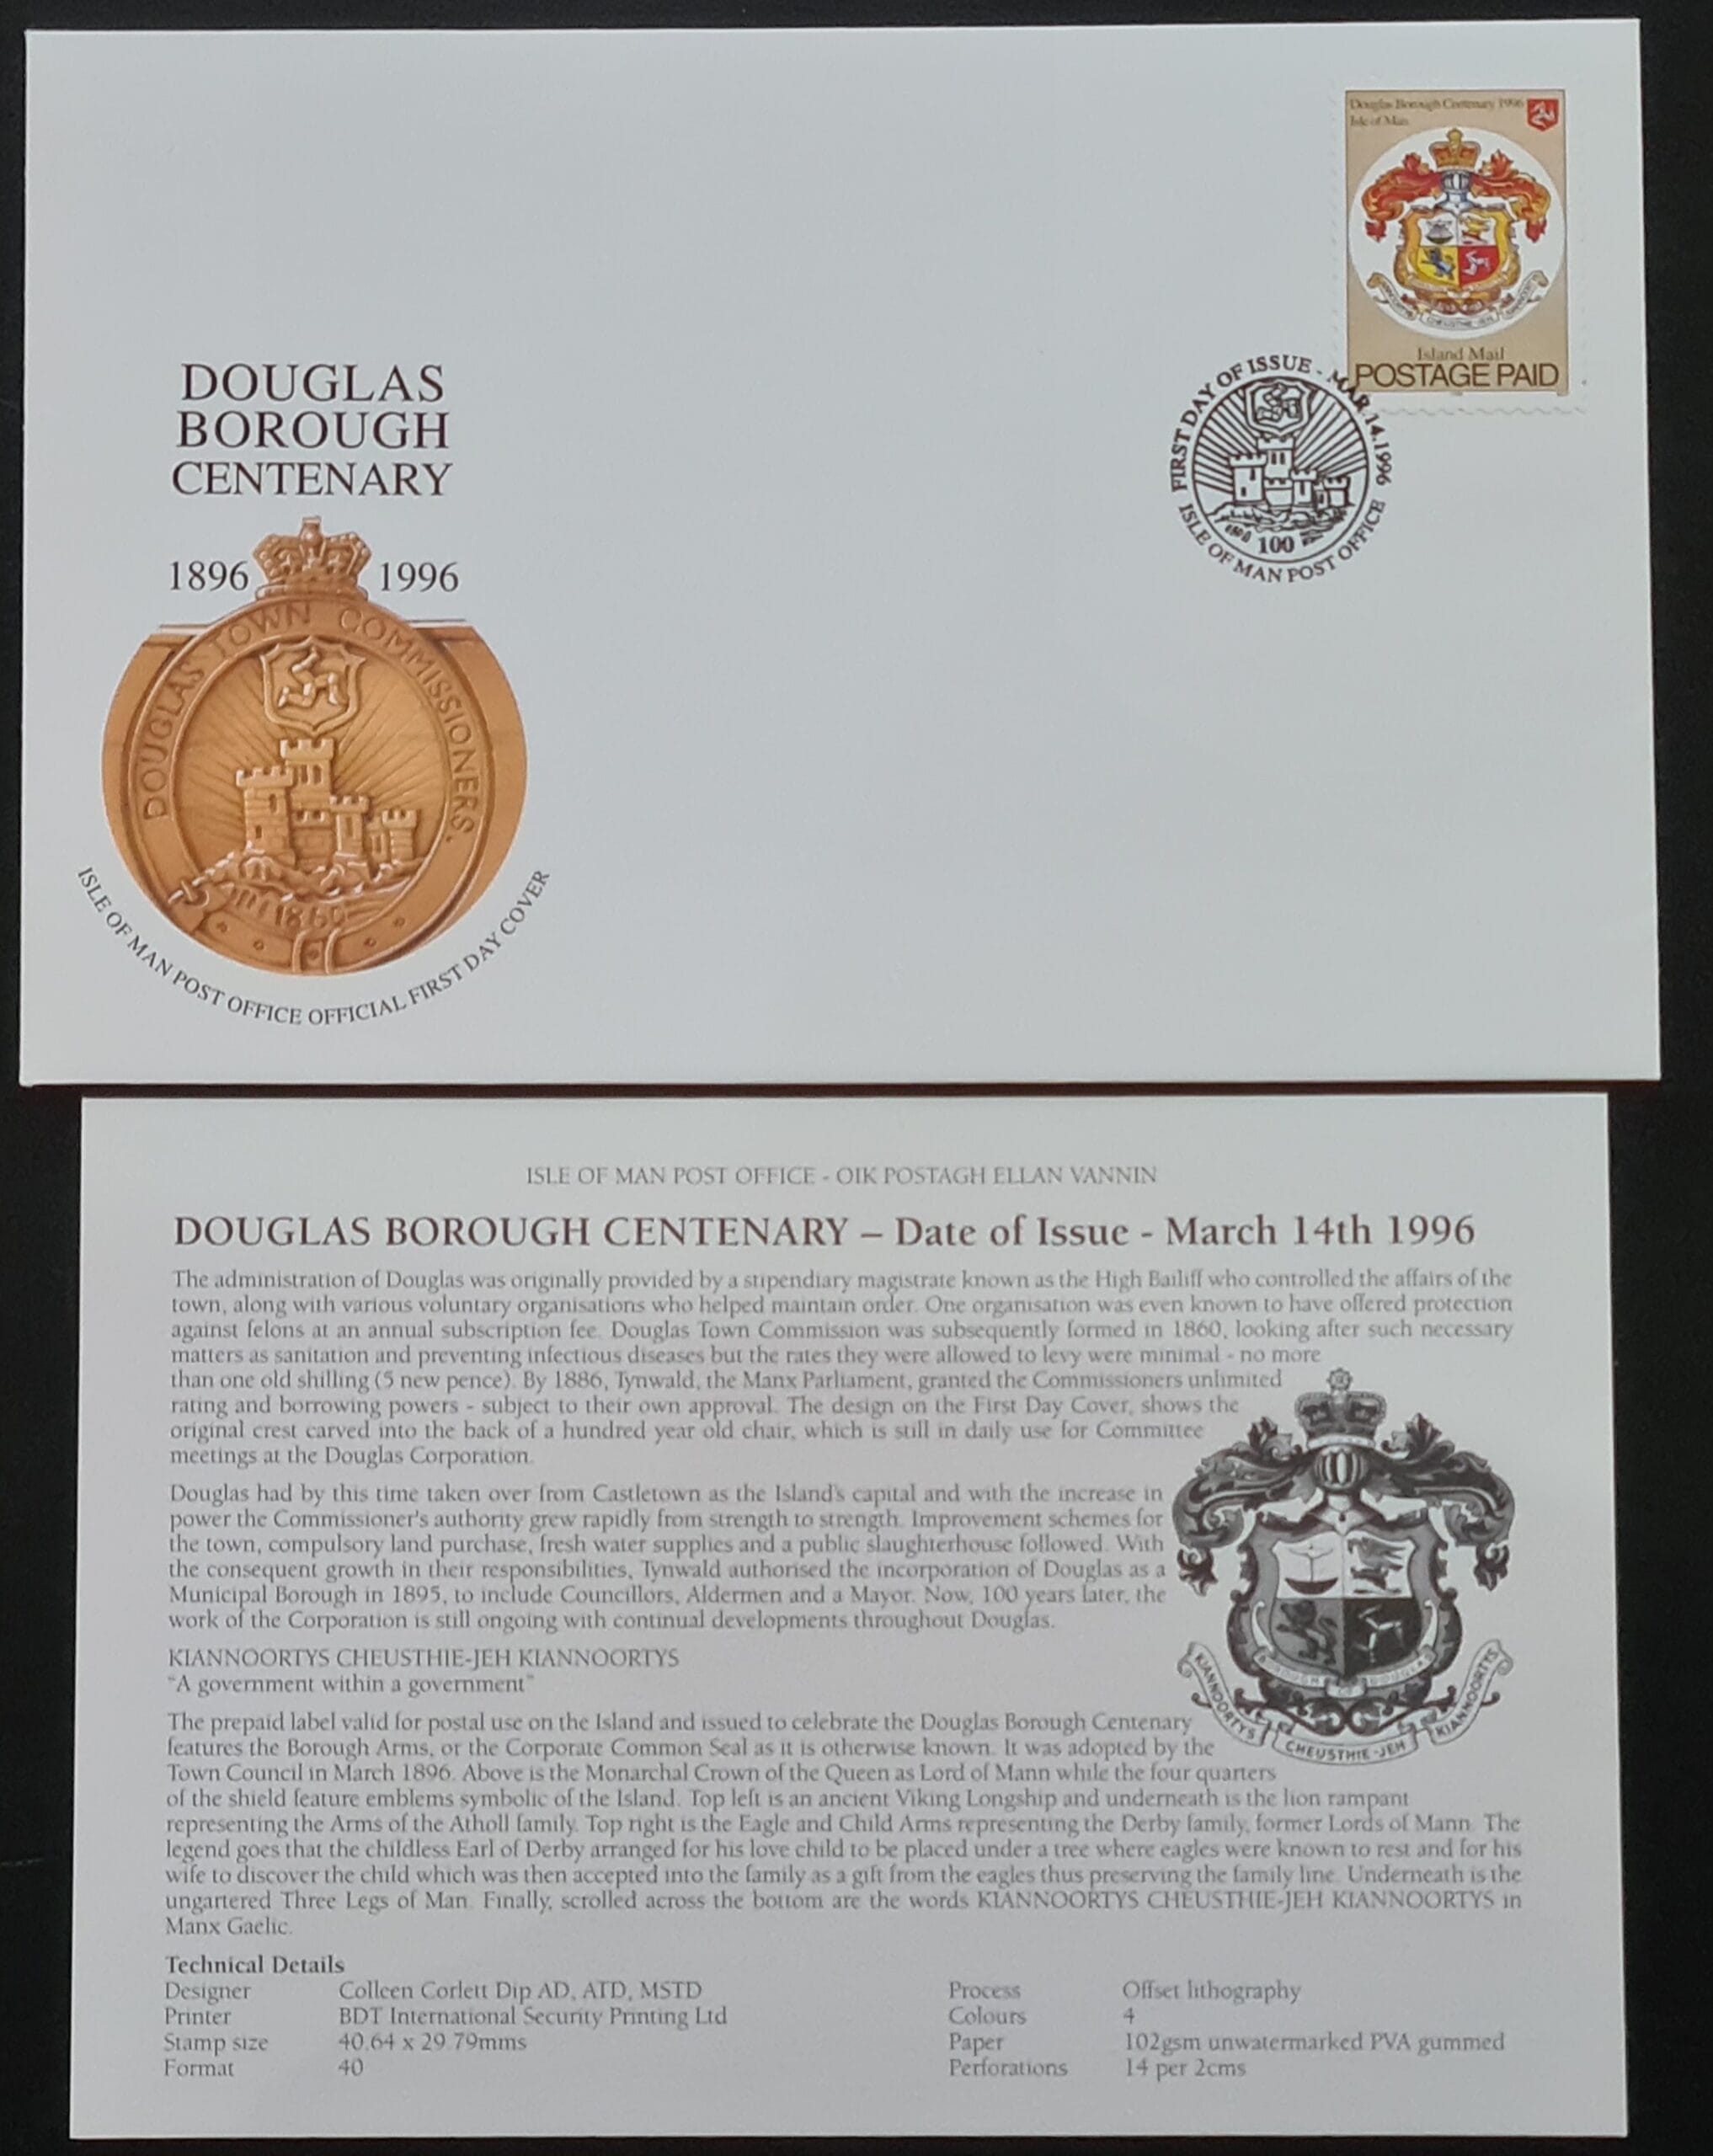 Douglas Borough Centenary 1996
Isle of Man
Island Mail
POSTAGE PAID
FIRST DAY OF ISSUE - MAR.14.1996
ISLE OF MAN POST OFFICE
100
DOUGLAS
BOROUGH
CENTENARY
1896 1996
DOUGLAS TOWN COMMISSIONERS.
1860
ISLE OF MAN POST OFFICE OFFICIAL FIRST DAY COVER
ISLE OF MAN POST OFFICE - OIK POSTAGH ELLAN VANNIN
DOUGLAS BOROUGH CENTENARY – Date of Issue - March 14th 1996
The administration of Douglas was originally provided by a stipendiary magistrate known as the High Bailiff who controlled the affairs of the
town, along with various voluntary organisations who helped maintain order. One organisation was even known to have offered protection
against felons at an annual subscription fee. Douglas Town Commission was subsequently formed in 1860, looking after such necessary
matters as sanitation and preventing infectious diseases but the rates they were allowed to levy were minimal - no more
than one old shilling (5 new pence). By 1886, Tynwald, the Manx Parliament, granted the Commissioners unlimited
rating and borrowing powers - subject to their own approval. The design on the First Day Cover, shows the
original crest carved into the back of a hundred year old chair, which is still in daily use for Committee
meetings at the Douglas Corporation.
Douglas had by this time taken over from Castletown as the Island's capital and with the increase in
power the Commissioner's authority grew rapidly from strength to strength. Improvement schemes for
the town, compulsory land purchase, fresh water supplies and a public slaughterhouse followed. With
the consequent growth in their responsibilities, Tynwald authorised the incorporation of Douglas as a
Municipal Borough in 1895, to include Councillors, Aldermen and a Mayor. Now, 100 years later, the
work of the Corporation is still ongoing with continual developments throughout Douglas.
KIANNOORTYS CHEUSTHIE-JEH KIANNOORTYS
"A government within a government"
KIANNOORTYS CHEUSTHIE-JEH KIANNOORTYS
The prepaid label valid for postal use on the Island and issued to celebrate the Douglas Borough Centenary
features the Borough Arms, or the Corporate Common Seal as it is otherwise known. It was adopted by the
Town Council in March 1896. Above is the Monarchal Crown of the Queen as Lord of Mann while the four quarters
of the shield feature emblems symbolic of the Island. Top left is an ancient Viking Longship and underneath is the lion rampant
representing the Arms of the Atholl family. Top right is the Eagle and Child Arms representing the Derby family, former Lords of Mann. The
legend goes that the childless Earl of Derby arranged for his love child to be placed under a tree where eagles were known to rest and for his
wife to discover the child which was then accepted into the family as a gift from the eagles thus preserving the family line. Underneath is the
ungartered Three Legs of Man. Finally, scrolled across the bottom are the words KIANNOORTYS CHEUSTHIE-JEH KIANNOORTYS in
Manx Gaelic.
Technical Details
Designer Colleen Corlett Dip AD, ATD, MSTD
Printer BDT International Security Printing Ltd
Stamp size 40.64 x 29.79mms
Format 40
Process Offset lithography
Colours 4
Paper 102gsm unwatermarked PVA gummed
Perforations 14 per 2cms